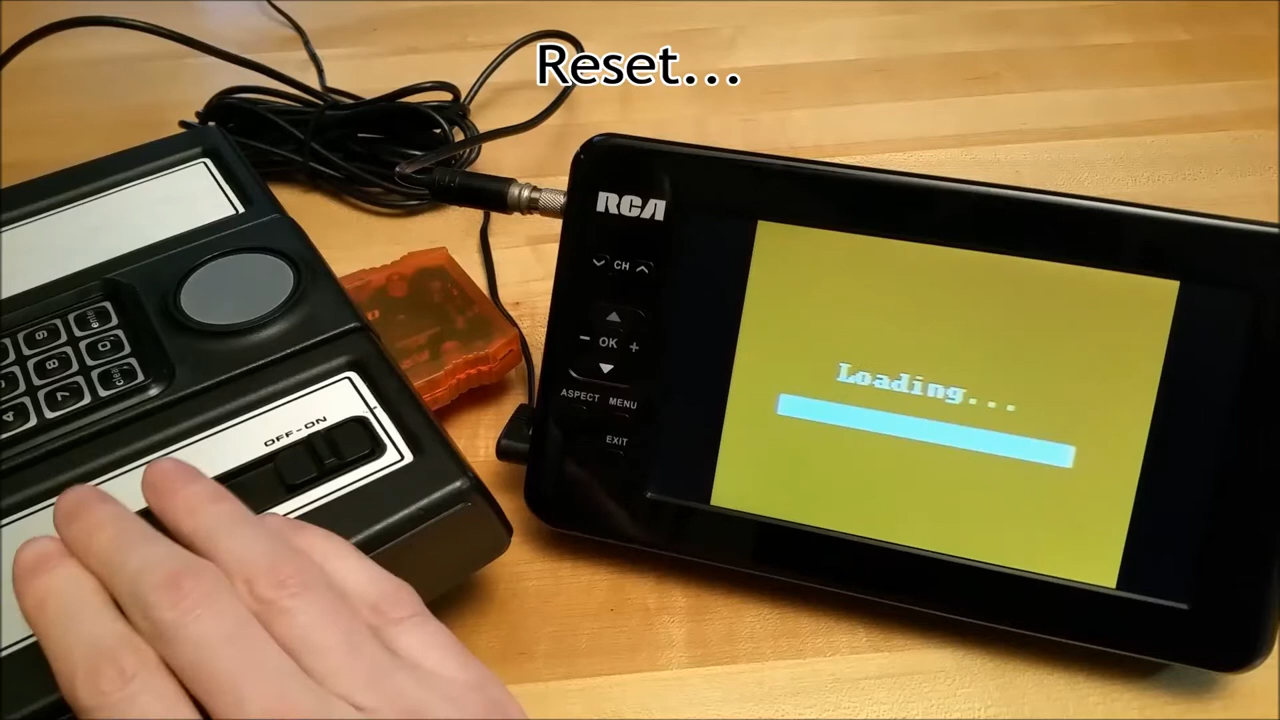 Reset...
RCA
CH
- OK +
ASPECT MENU
EXIT
Loading...
OFF-ON
enter
9
0
8
clear
7
4